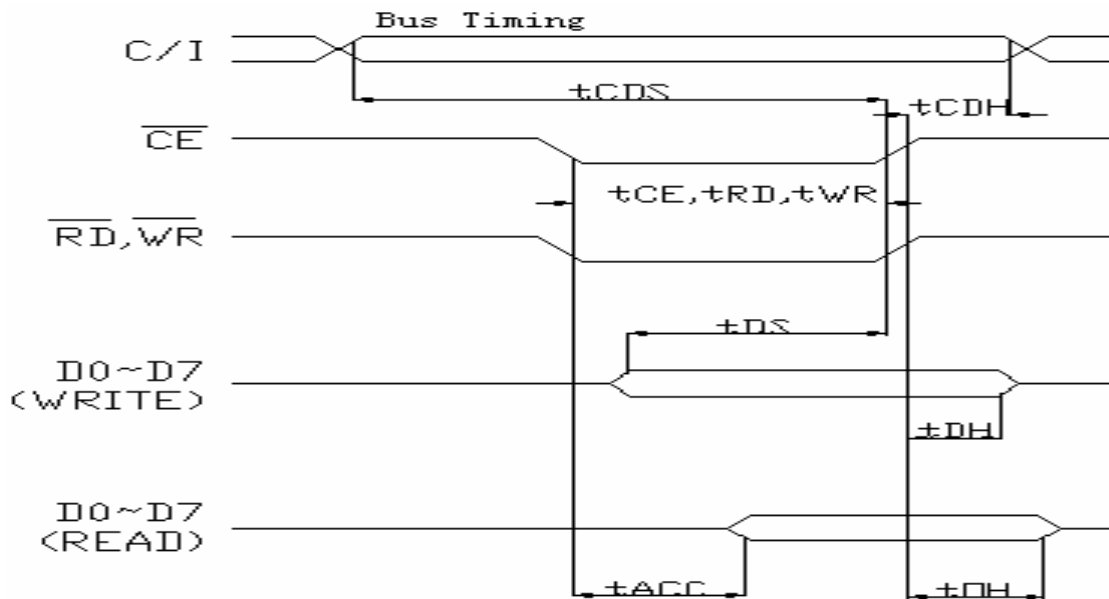 Bus Timing
C/I
tCDS
tCDH
CE
tCE,tRD,tWR
RD,WR
tDS
D0~D7
(WRITE)
tDH
D0~D7
(READ)
tACC
tOH